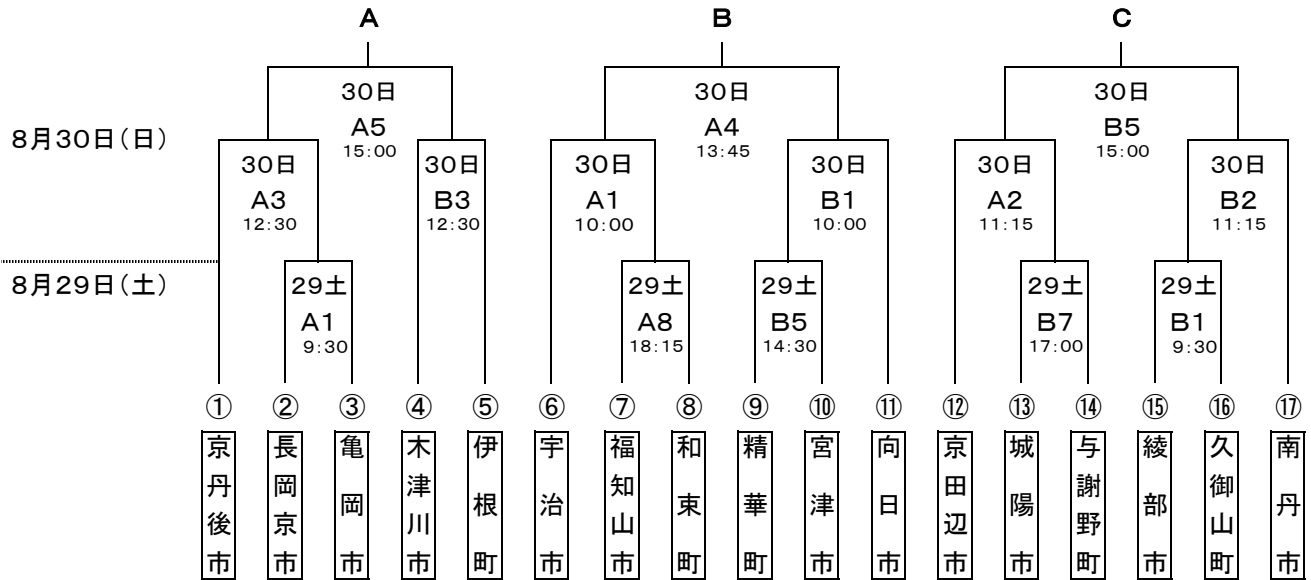 A B C
30日 30日 30日
A5 A4 B5
15:00 13:45 15:00
8月30日(日)
30日 30日 30日 30日 30日 30日
A3 B3 A1 B1 A2 B2
12:30 12:30 10:00 10:00 11:15 11:15
8月29日(土)
29土 29土 29土 29土 29土
A1 A8 B5 B7 B1
9:30 18:15 14:30 17:00 9:30
① ② ③ ④ ⑤ ⑥ ⑦ ⑧ ⑨ ⑩ ⑪ ⑫ ⑬ ⑭ ⑮ ⑯ ⑰
京丹後市
長岡京市
亀岡市
木津川市
伊根町
宇治市
福知山市
和束町
精華町
宮津市
向日市
京田辺市
城陽市
与謝野町
綾部市
久御山町
南丹市